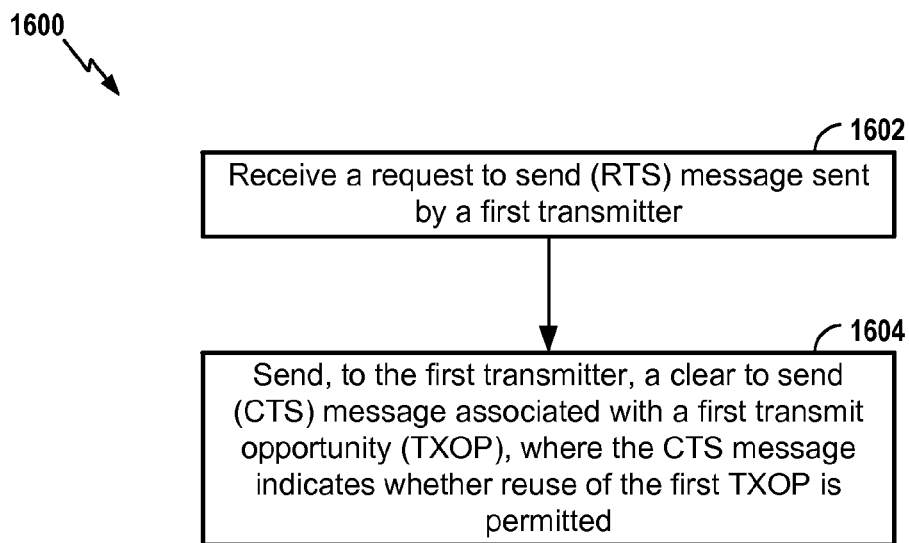 1600
1602
Receive a request to send (RTS) message sent
by a first transmitter
1604
Send, to the first transmitter, a clear to send
(CTS) message associated with a first transmit
opportunity (TXOP), where the CTS message
indicates whether reuse of the first TXOP is
permitted